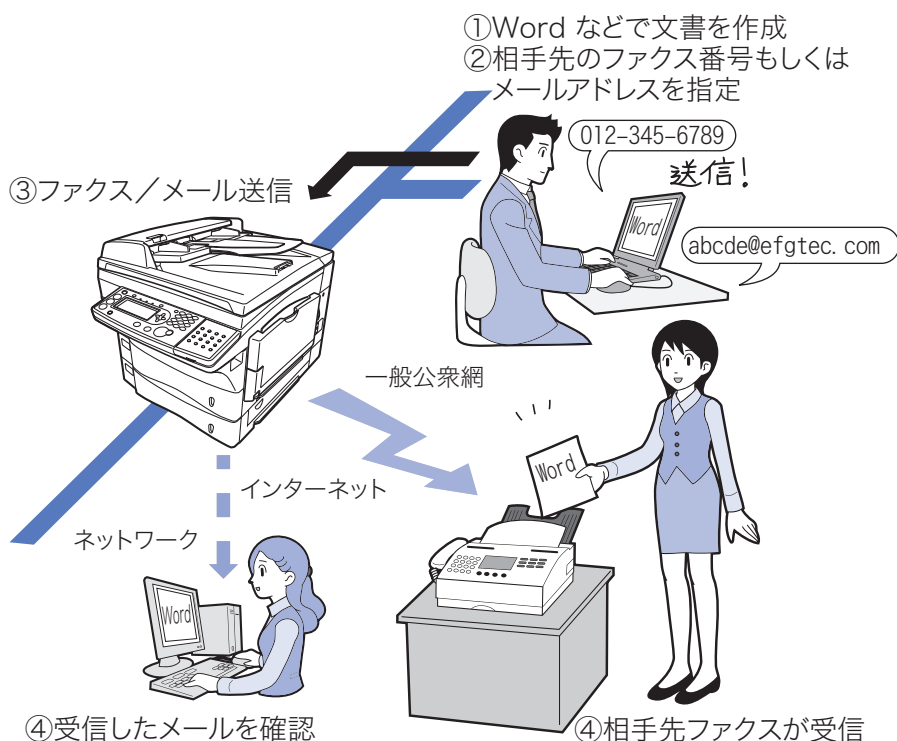 ①Word などで文書を作成
②相手先のファクス番号もしくは
メールアドレスを指定
012-345-6789
送信!
③ファクス／メール送信
Word
abcde@efgtec.com
一般公衆網
Word
インターネット
ネットワーク
Word
④受信したメールを確認
④相手先ファクスが受信